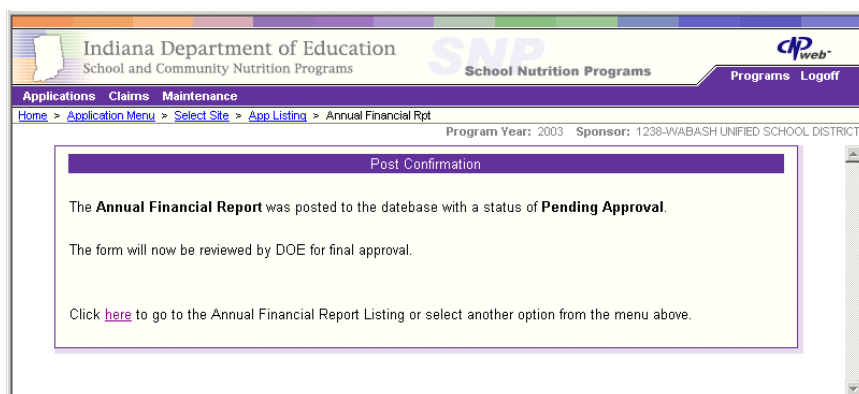 Indiana Department of Education
School and Community Nutrition Programs
SNP
School Nutrition Programs
CNPweb
Programs Logoff
Applications Claims Maintenance
Home > Application Menu > Select Site > App Listing > Annual Financial Rpt
Program Year: 2003 Sponsor: 1238-WABASH UNIFIED SCHOOL DISTRICT
Post Confirmation
The Annual Financial Report was posted to the datebase with a status of Pending Approval.
The form will now be reviewed by DOE for final approval.
Click here to go to the Annual Financial Report Listing or select another option from the menu above.